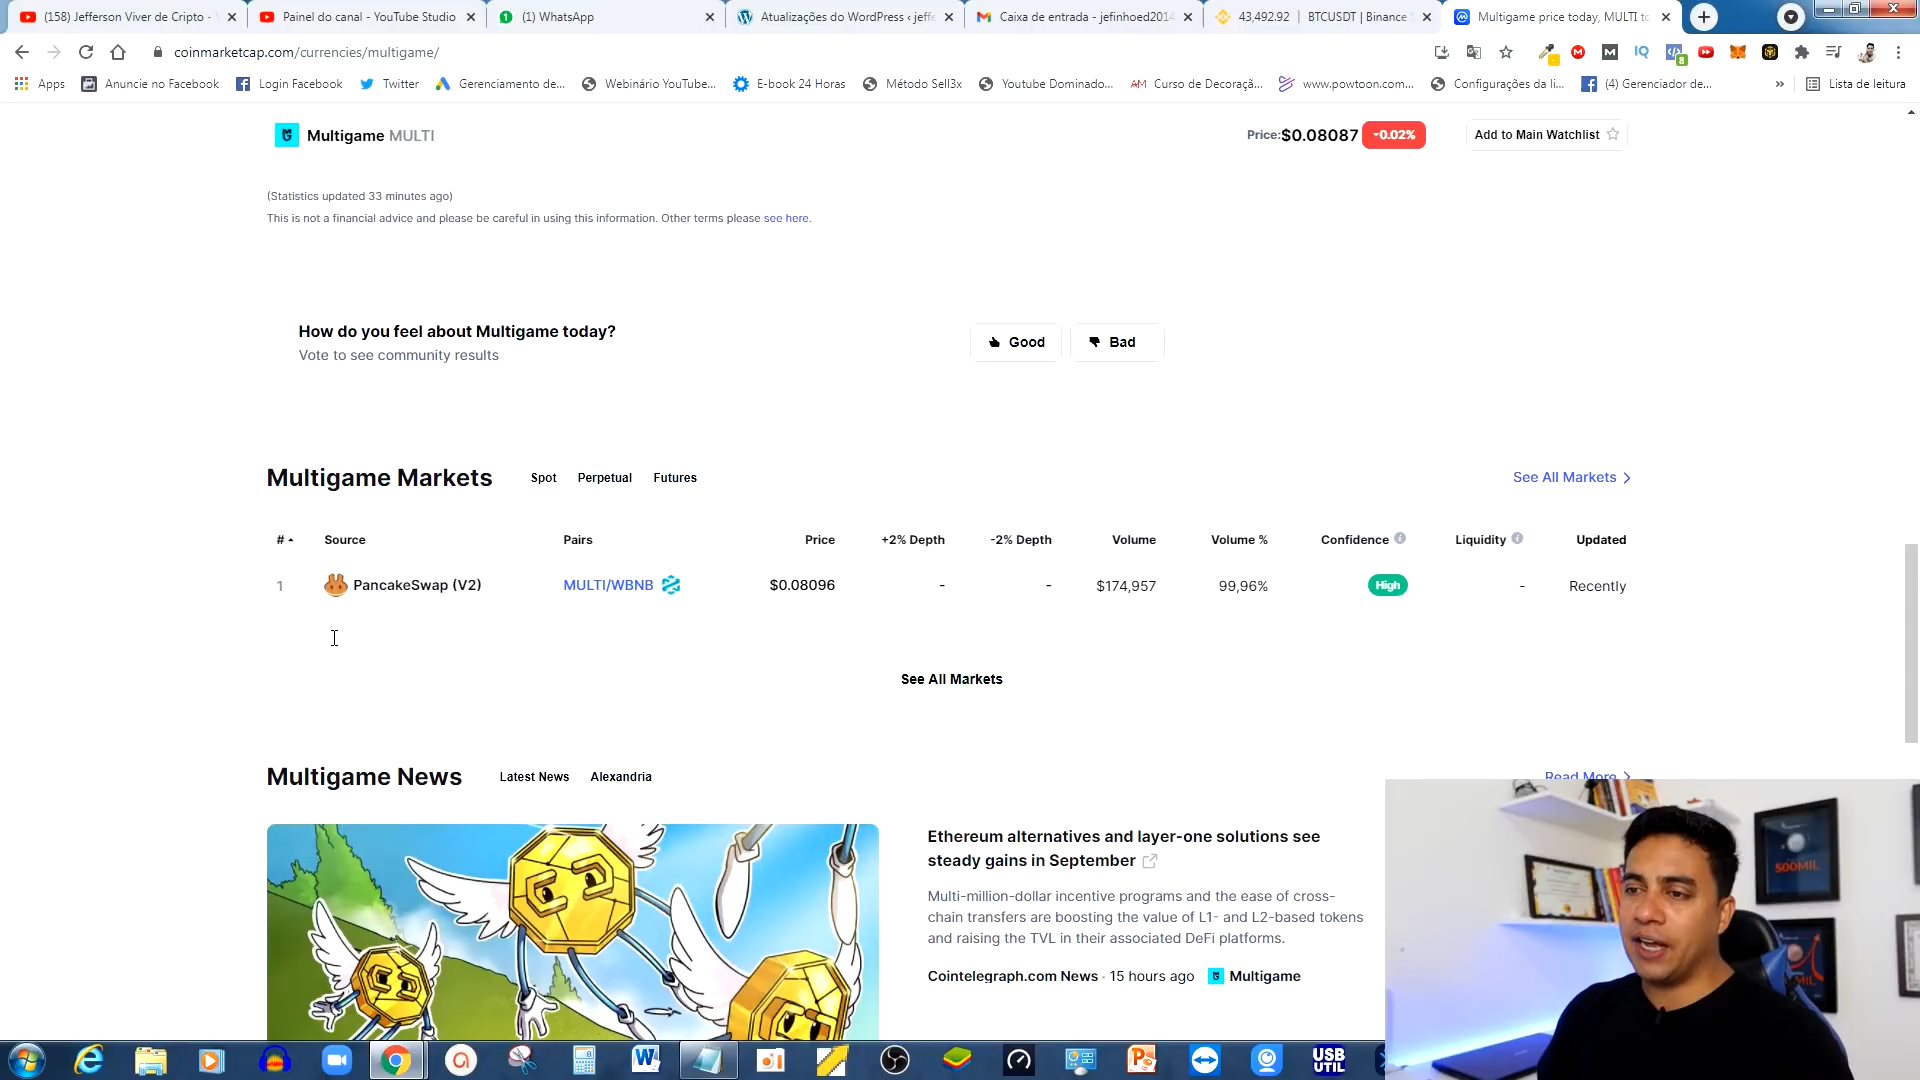 (158) Jefferson Viver de Cripto -
Painel do canal - YouTube Studio
(1) WhatsApp
Atualizações do WordPress ‹ jeffe
Caixa de entrada - jefinhoed2014
43,492.92 | BTCUSDT | Binance
Multigame price today, MULTI to
coinmarketcap.com/currencies/multigame/
Apps
Anuncie no Facebook
Login Facebook
Twitter
Gerenciamento de...
Webinário YouTube...
E-book 24 Horas
Método Sell3x
Youtube Dominado...
AM Curso de Decoraçã...
www.powtoon.com...
Configurações da li...
(4) Gerenciador de...
»
Lista de leitura
Multigame MULTI
Price:$0.08087 -0.02%
Add to Main Watchlist
(Statistics updated 33 minutes ago)
This is not a financial advice and please be careful in using this information. Other terms please see here.
How do you feel about Multigame today?
Vote to see community results
Good
Bad
Multigame Markets
Spot
Perpetual
Futures
See All Markets
# Source Pairs Price +2% Depth -2% Depth Volume Volume % Confidence Liquidity Updated
1 PancakeSwap (V2) MULTI/WBNB $0.08096 - - $174,957 99,96% High - Recently
See All Markets
Multigame News
Latest News
Alexandria
Read More
Ethereum alternatives and layer-one solutions see
steady gains in September
Multi-million-dollar incentive programs and the ease of cross-
chain transfers are boosting the value of L1- and L2-based tokens
and raising the TVL in their associated DeFi platforms.
Cointelegraph.com News · 15 hours ago
Multigame
500MIL
USB
UTIL